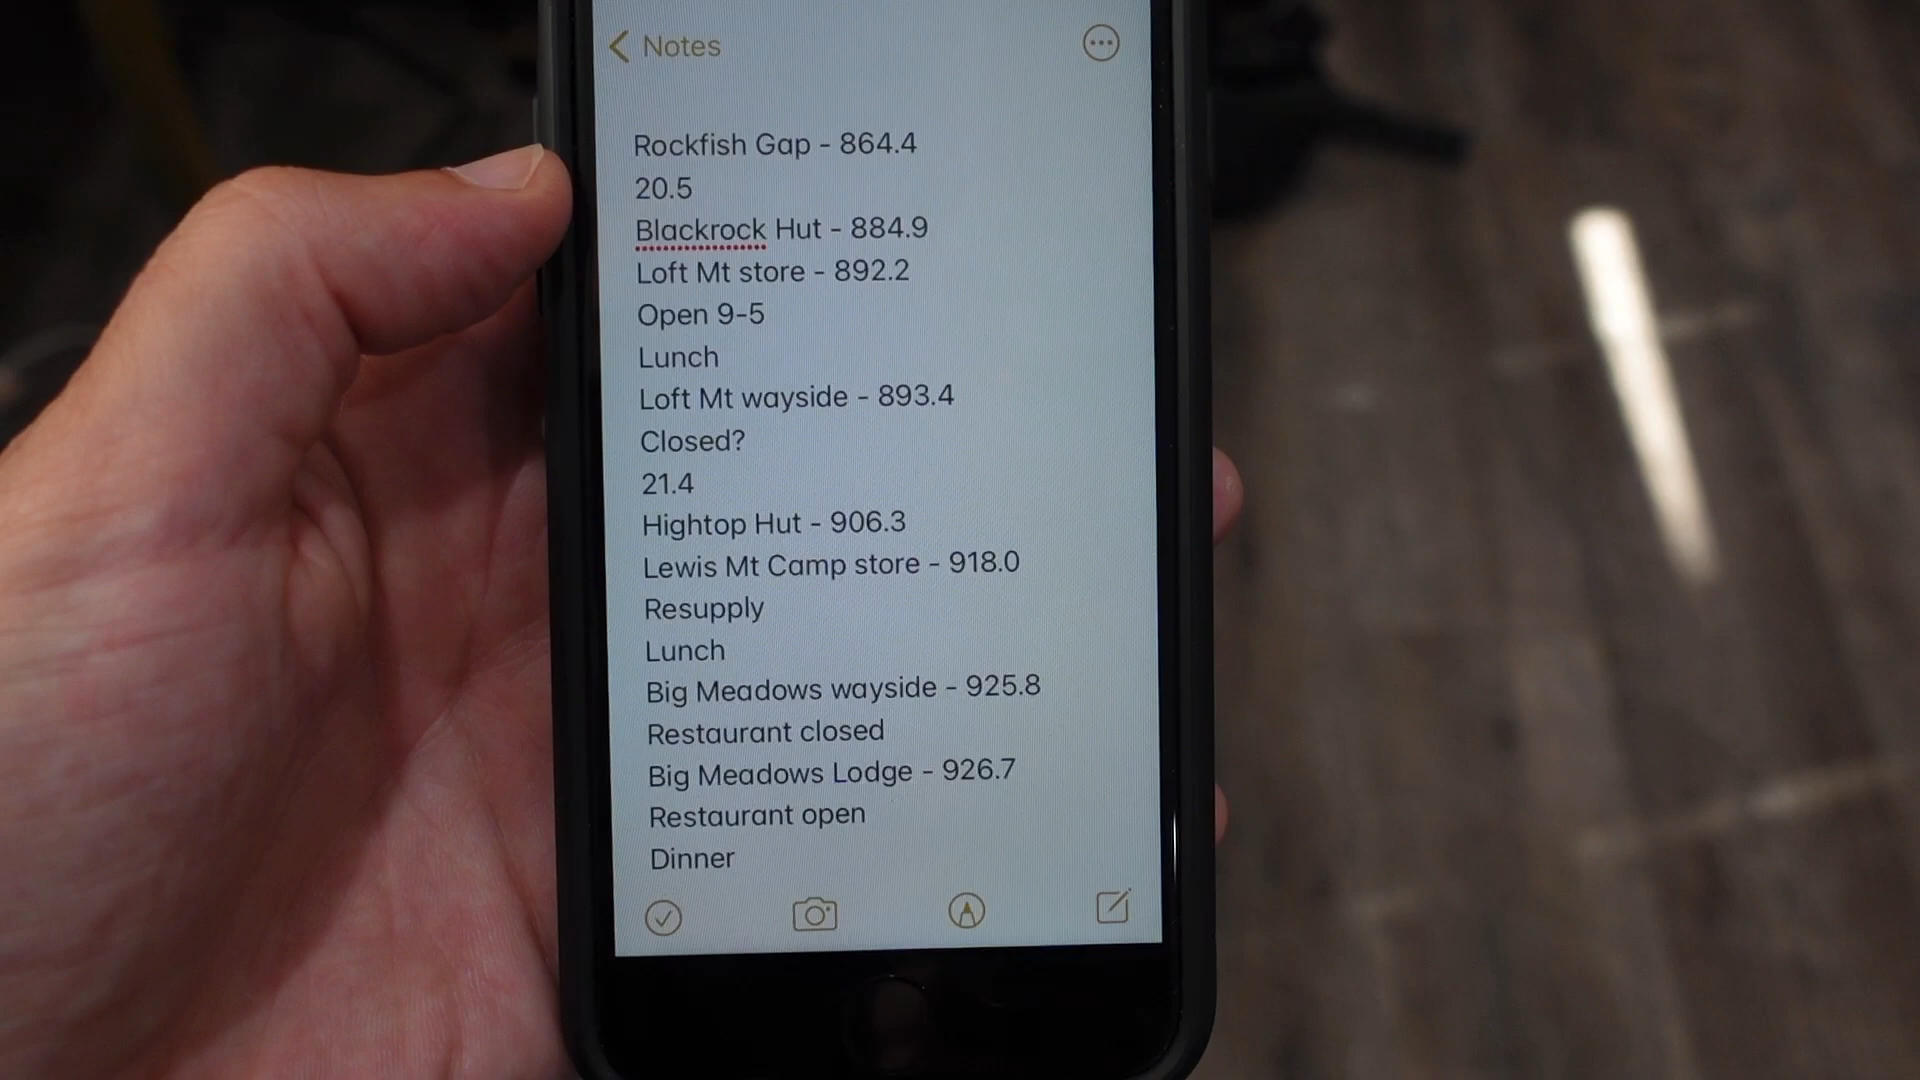 Notes
Rockfish Gap - 864.4
20.5
Blackrock Hut - 884.9
Loft Mt store - 892.2
Open 9-5
Lunch
Loft Mt wayside - 893.4
Closed?
21.4
Hightop Hut - 906.3
Lewis Mt Camp store - 918.0
Resupply
Lunch
Big Meadows wayside - 925.8
Restaurant closed
Big Meadows Lodge - 926.7
Restaurant open
Dinner